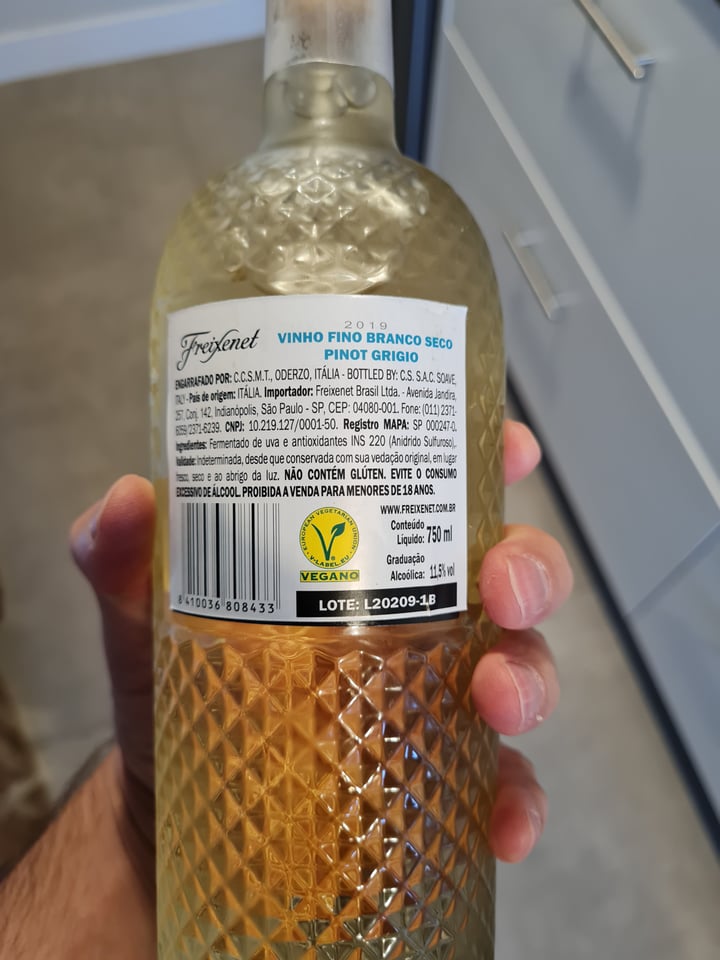 Freixenet
2019
VINHO FINO BRANCO SECO
PINOT GRIGIO
ENGARRAFADO POR: C.C.S.M.T., ODERZO, ITÁLIA - BOTTLED BY: C.S. S.A.C. SOAVE,
ITALY - País de origem: ITÁLIA. Importador: Freixenet Brasil Ltda. - Avenida Jandira,
257, Conj. 142, Indianópolis, São Paulo - SP, CEP: 04080-001. Fone: (011) 2371-
6059/2371-6239. CNPJ: 10.219.127/0001-50. Registro MAPA: SP 000247-0.
Ingredientes: Fermentado de uva e antioxidantes INS 220 (Anidrido Sulfuroso).
Validade: Indeterminada, desde que conservada com sua vedação original, em lugar
fresco, seco e ao abrigo da luz. NÃO CONTÉM GLÚTEN. EVITE O CONSUMO
EXCESSIVO DE ÁLCOOL. PROIBIDA A VENDA PARA MENORES DE 18 ANOS.
WWW.FREIXENET.COM.BR
Conteúdo
Líquido: 750 ml
Graduação
Alcoólica: 11,5% vol
EUROPEAN VEGETARIAN UNION
V-LABEL.EU
VEGANO
8 410036 808433
LOTE: L20209-1B